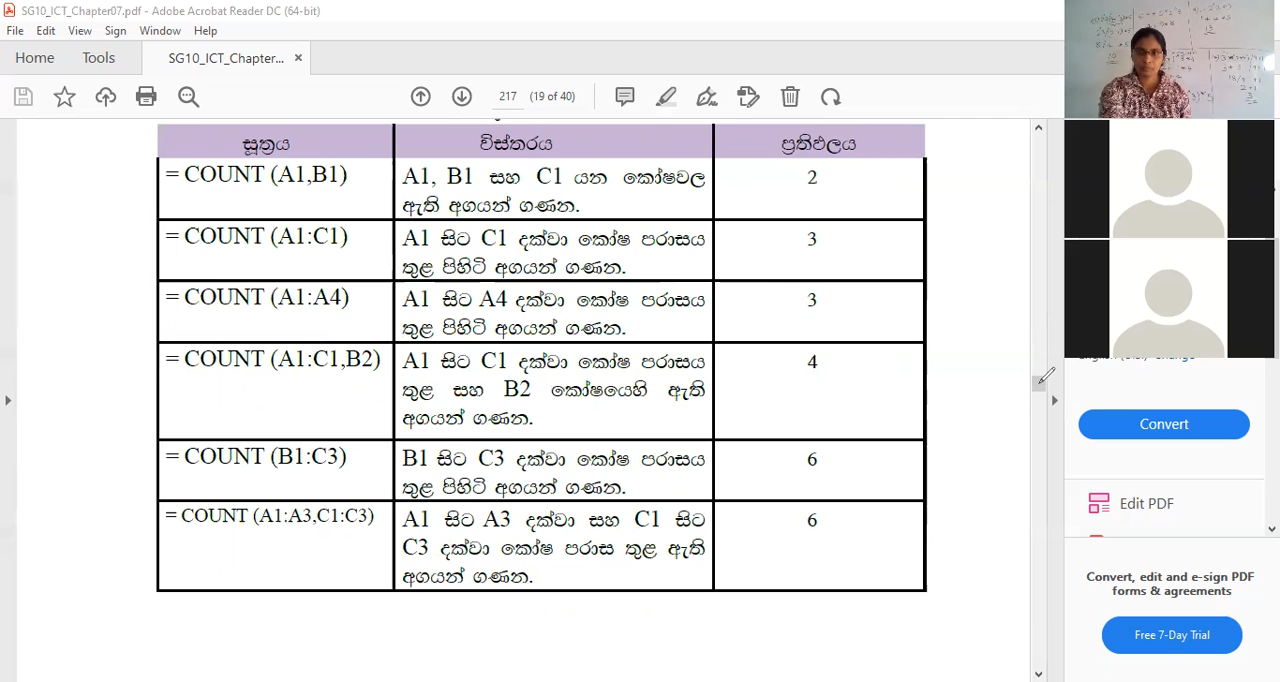 SG10_ICT_Chapter07.pdf - Adobe Acrobat Reader DC (64-bit)
File Edit View Sign Window Help
Home Tools SG10_ICT_Chapter... ×
217 (19 of 40)
සූත්‍රය විස්තරය ප්‍රතිඵලය
= COUNT (A1,B1) A1, B1 සහ C1 යන කෝෂවල 2
ඇති අගයන් ගණන.
= COUNT (A1:C1) A1 සිට C1 දක්වා කෝෂ පරාසය 3
තුළ පිහිටි අගයන් ගණන.
= COUNT (A1:A4) A1 සිට A4 දක්වා කෝෂ පරාසය 3
තුළ පිහිටි අගයන් ගණන.
= COUNT (A1:C1,B2) A1 සිට C1 දක්වා කෝෂ පරාසය 4
තුළ සහ B2 කෝෂයෙහි ඇති
අගයන් ගණන.
= COUNT (B1:C3) B1 සිට C3 දක්වා කෝෂ පරාසය 6
තුළ පිහිටි අගයන් ගණන.
= COUNT (A1:A3,C1:C3) A1 සිට A3 දක්වා සහ C1 සිට 6
C3 දක්වා කෝෂ පරාස තුළ ඇති
අගයන් ගණන.
Convert
Edit PDF
Convert, edit and e-sign PDF
forms & agreements
Free 7-Day Trial